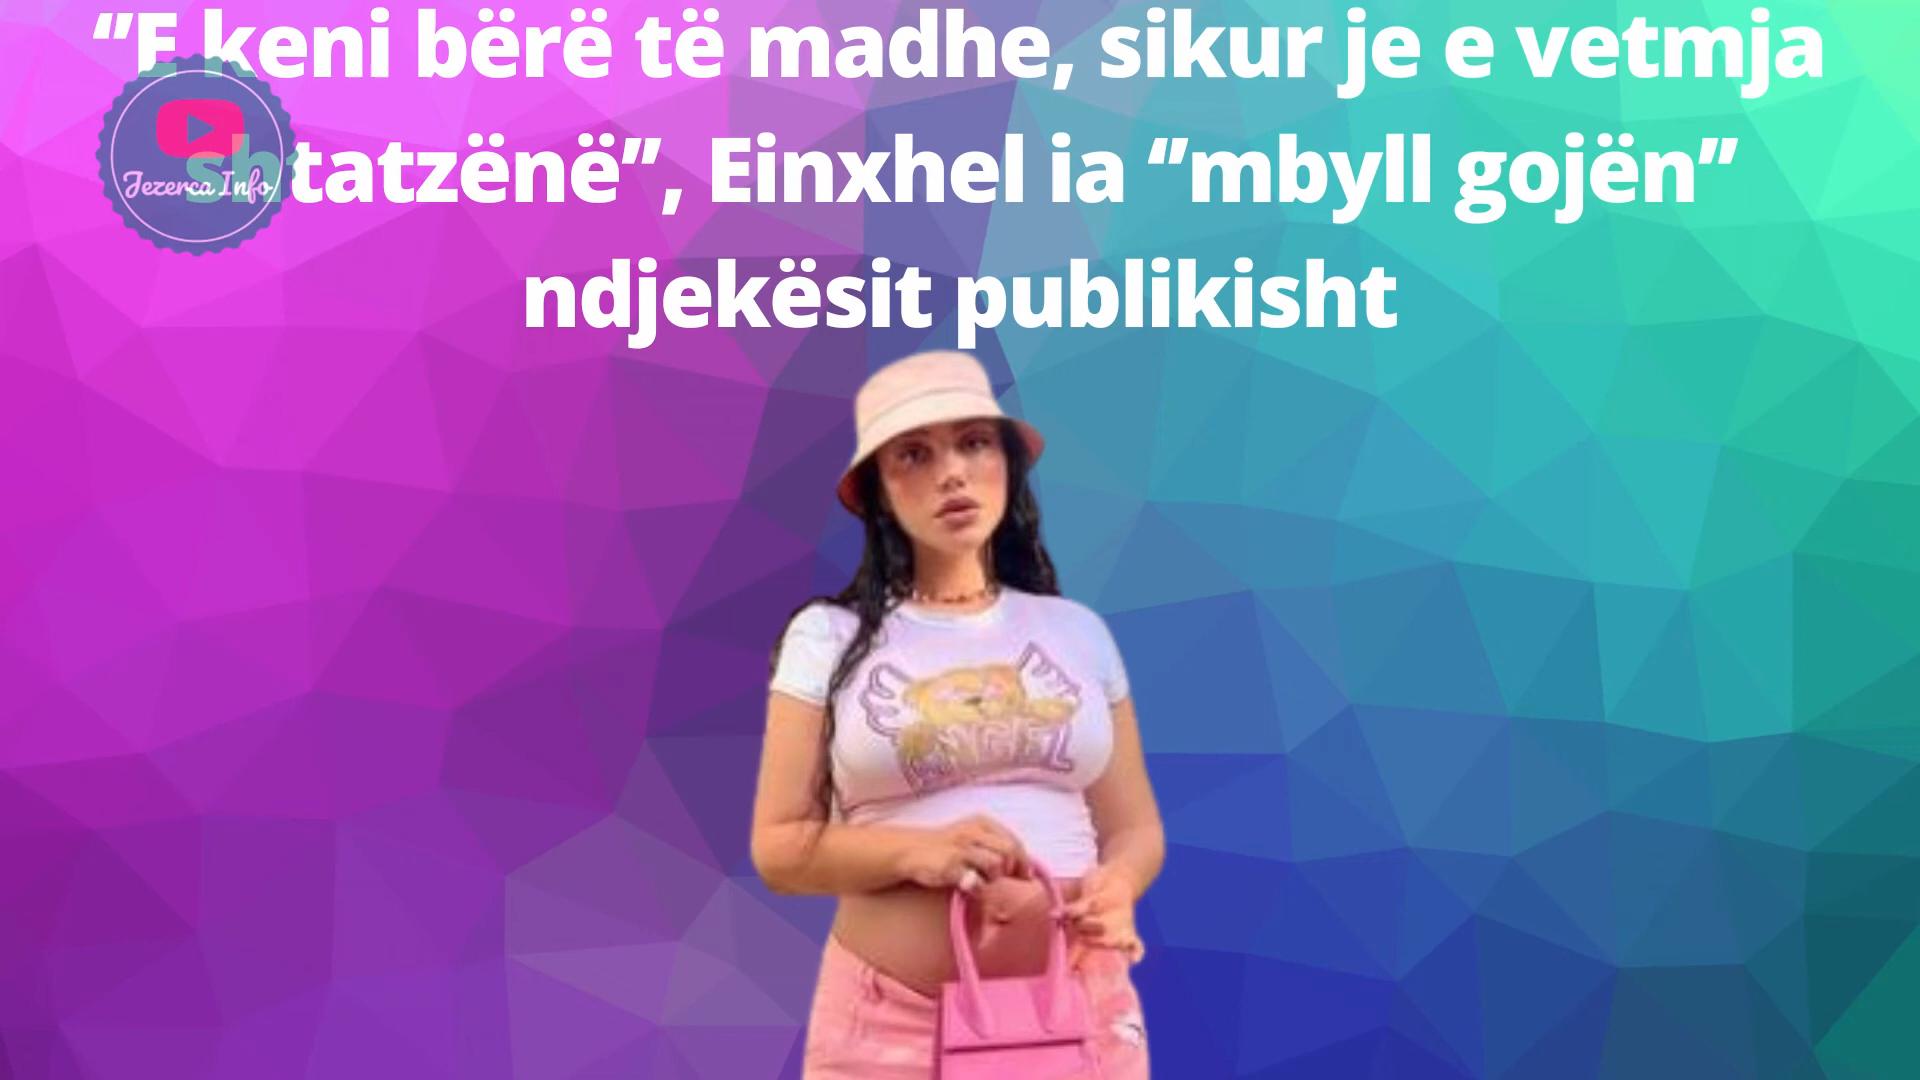 “E keni bërë të madhe, sikur je e vetmja
shtatzënë”, Einxhel ia “mbyll gojën”
ndjekësit publikisht
Jezerca Info
ANGEL